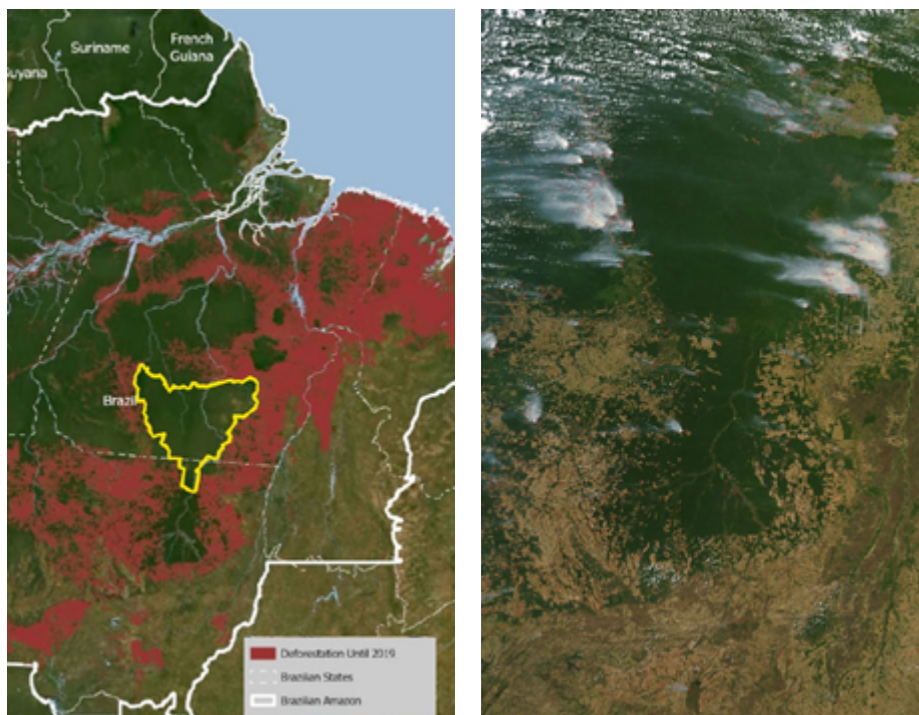 French
Suriname
Guiana
Guyana
Brazil
Deforestation Until 2019
Brazilian States
Brazilian Amazon